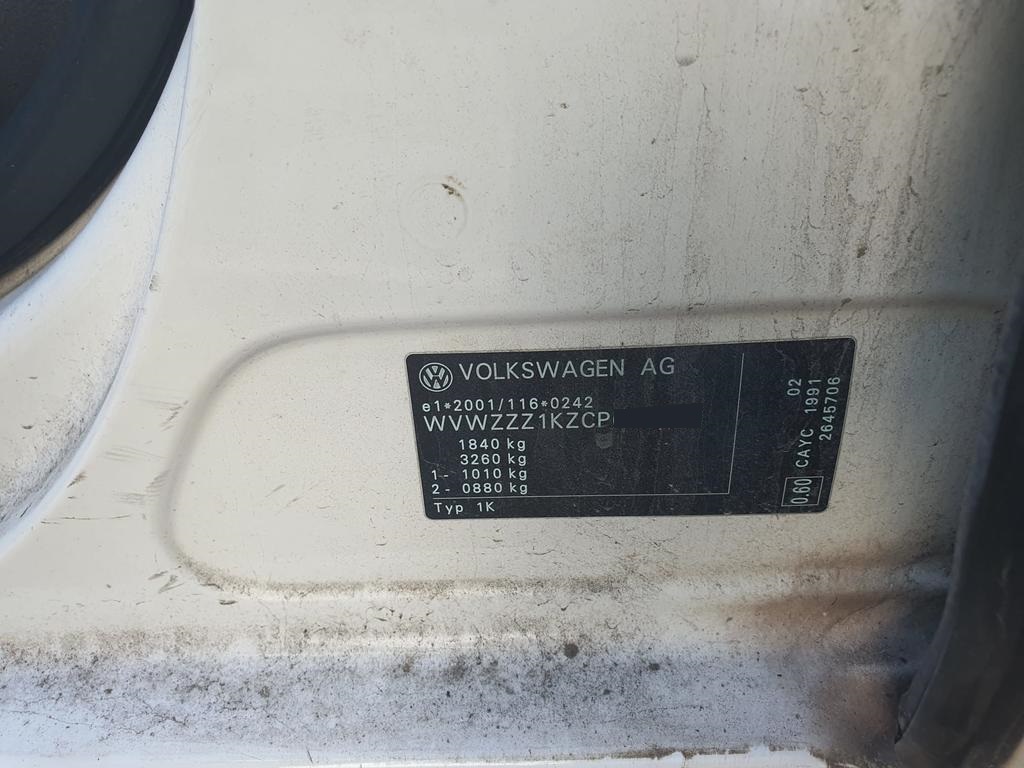 VOLKSWAGEN AG
e1*2001/116*0242
WVWZZZ1KZCP
1840 kg
3260 kg
1- 1010 kg
2- 0880 kg
Typ 1K
02
0.60 CAYC 1991
2645706